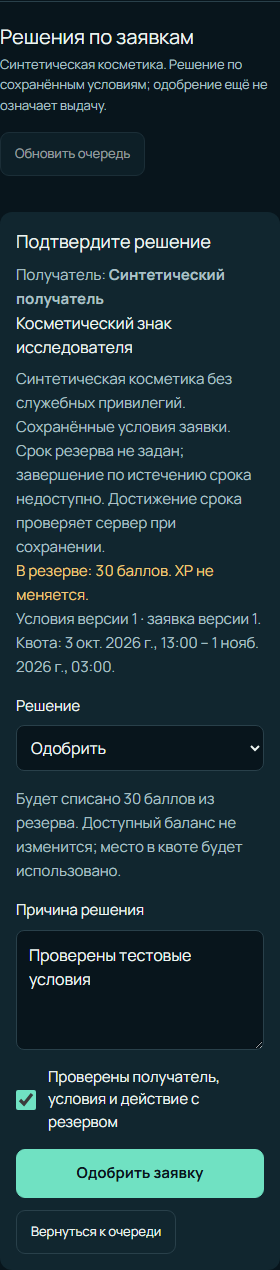 Решения по заявкам
Синтетическая косметика. Решение по
сохранённым условиям; одобрение ещё не
означает выдачу.
Обновить очередь
Подтвердите решение
Получатель: Синтетический
получатель
Косметический знак
исследователя
Синтетическая косметика без
служебных привилегий.
Сохранённые условия заявки.
Срок резерва не задан;
завершение по истечению срока
недоступно. Достижение срока
проверяет сервер при
сохранении.
В резерве: 30 баллов. XP не
меняется.
Условия версии 1 · заявка версии 1.
Квота: 3 окт. 2026 г., 13:00 – 1 нояб.
2026 г., 03:00.
Решение
Одобрить
Будет списано 30 баллов из
резерва. Доступный баланс не
изменится; место в квоте будет
использовано.
Причина решения
Проверены тестовые
условия
Проверены получатель,
условия и действие с
резервом
Одобрить заявку
Вернуться к очереди